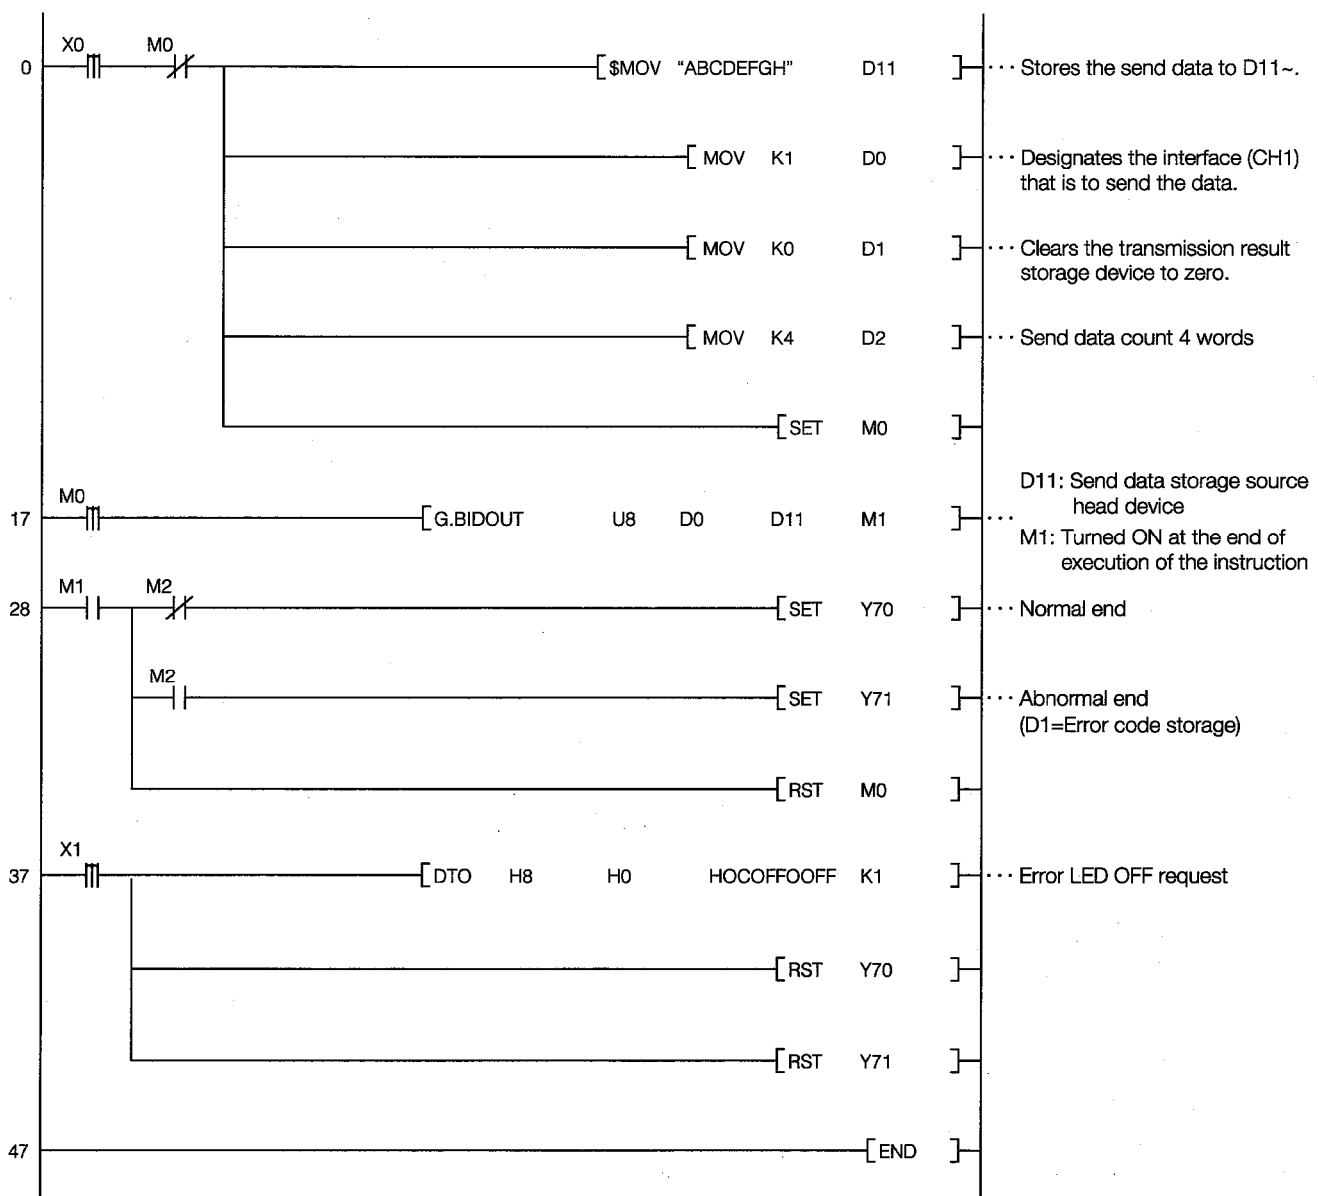 X0 M0
0 [ $MOV “ABCDEFGH” D11 ] ··· Stores the send data to D11~.
[ MOV K1 D0 ] ··· Designates the interface (CH1)
that is to send the data.
[ MOV K0 D1 ] ··· Clears the transmission result
storage device to zero.
[ MOV K4 D2 ] ··· Send data count 4 words
[ SET M0 ]
M0
17 [ G.BIDOUT U8 D0 D11 M1 ] ···
D11: Send data storage source
head device
M1: Turned ON at the end of
execution of the instruction
M1 M2
28 [ SET Y70 ] ··· Normal end
M2
[ SET Y71 ] ··· Abnormal end
(D1=Error code storage)
[ RST M0 ]
X1
37 [ DTO H8 H0 HOCOFFOOFF K1 ] ··· Error LED OFF request
[ RST Y70 ]
[ RST Y71 ]
47 [ END ]